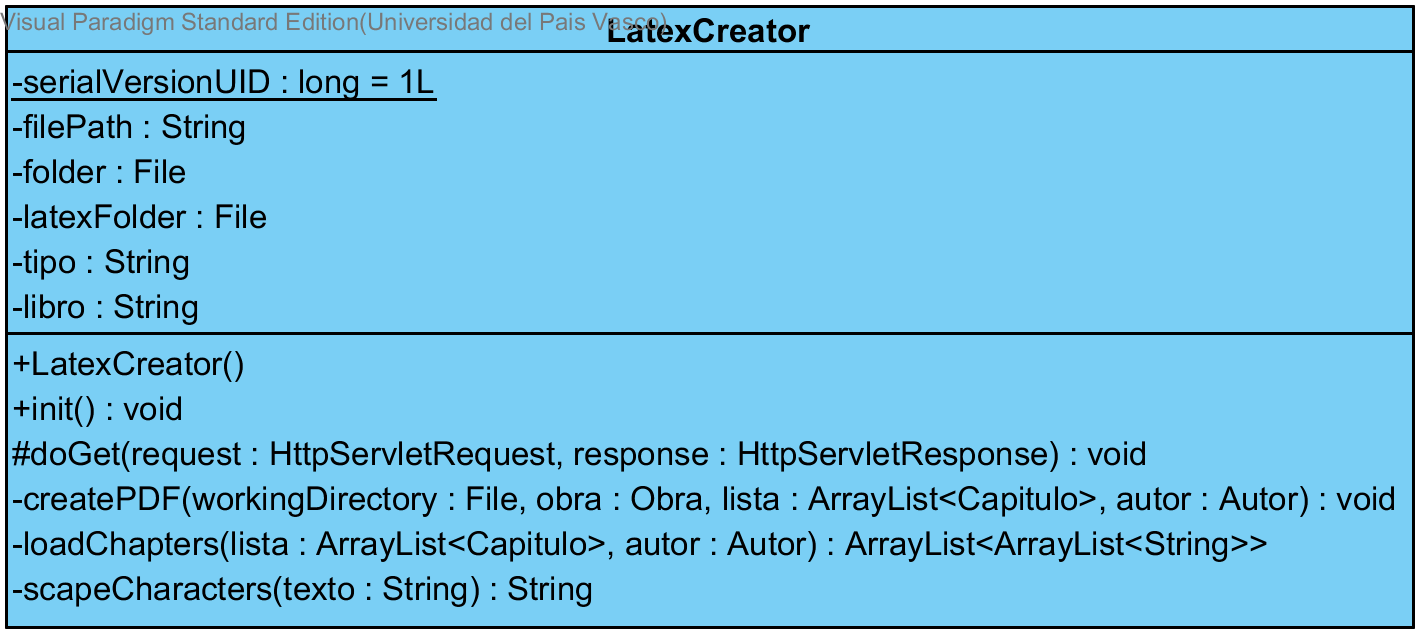 Visual Paradigm Standard Edition(Universidad del Pais Vasco)
LatexCreator
-serialVersionUID : long = 1L
-filePath : String
-folder : File
-latexFolder : File
-tipo : String
-libro : String
+LatexCreator()
+init() : void
#doGet(request : HttpServletRequest, response : HttpServletResponse) : void
-createPDF(workingDirectory : File, obra : Obra, lista : ArrayList<Capitulo>, autor : Autor) : void
-loadChapters(lista : ArrayList<Capitulo>, autor : Autor) : ArrayList<ArrayList<String>>
-scapeCharacters(texto : String) : String